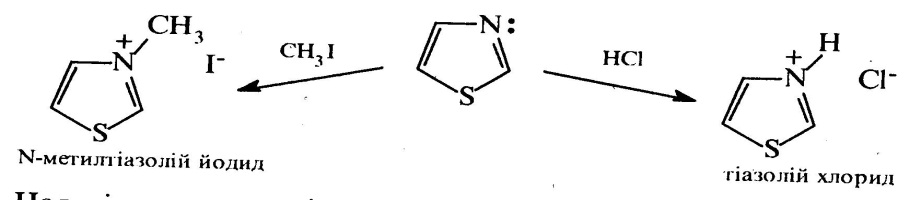 CH3
N
+
I-
S
N-метилтіазолій йодид
CH3I
N:
S
HCl
H
N
+
Cl-
S
тіазолій хлорид